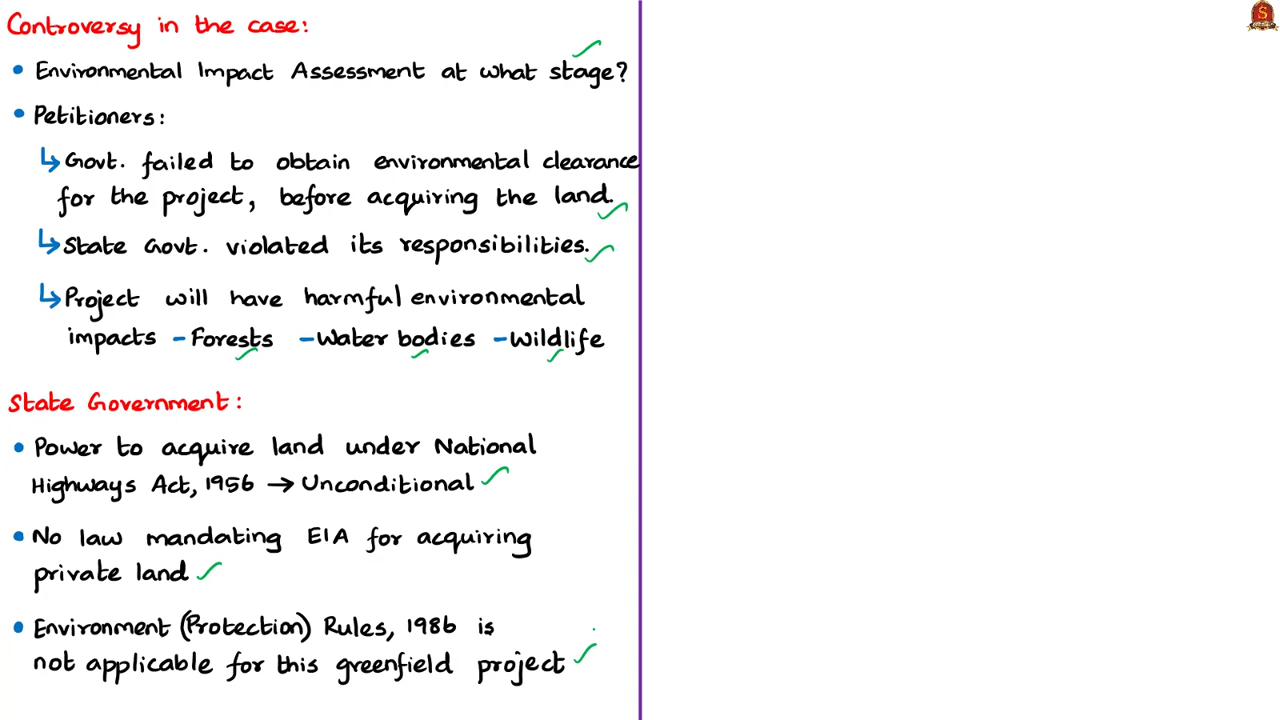 Controversy in the case:
• Environmental Impact Assessment at what stage?
• Petitioners:
↳ Govt. failed to obtain environmental clearance
for the project, before acquiring the land.
↳ State Govt. violated its responsibilities.
↳ Project will have harmful environmental
impacts - Forests - Water bodies - Wildlife
State Government:
• Power to acquire land under National
Highways Act, 1956 → Unconditional
• No law mandating EIA for acquiring
private land
• Environment (Protection) Rules, 1986 is
not applicable for this greenfield project
S